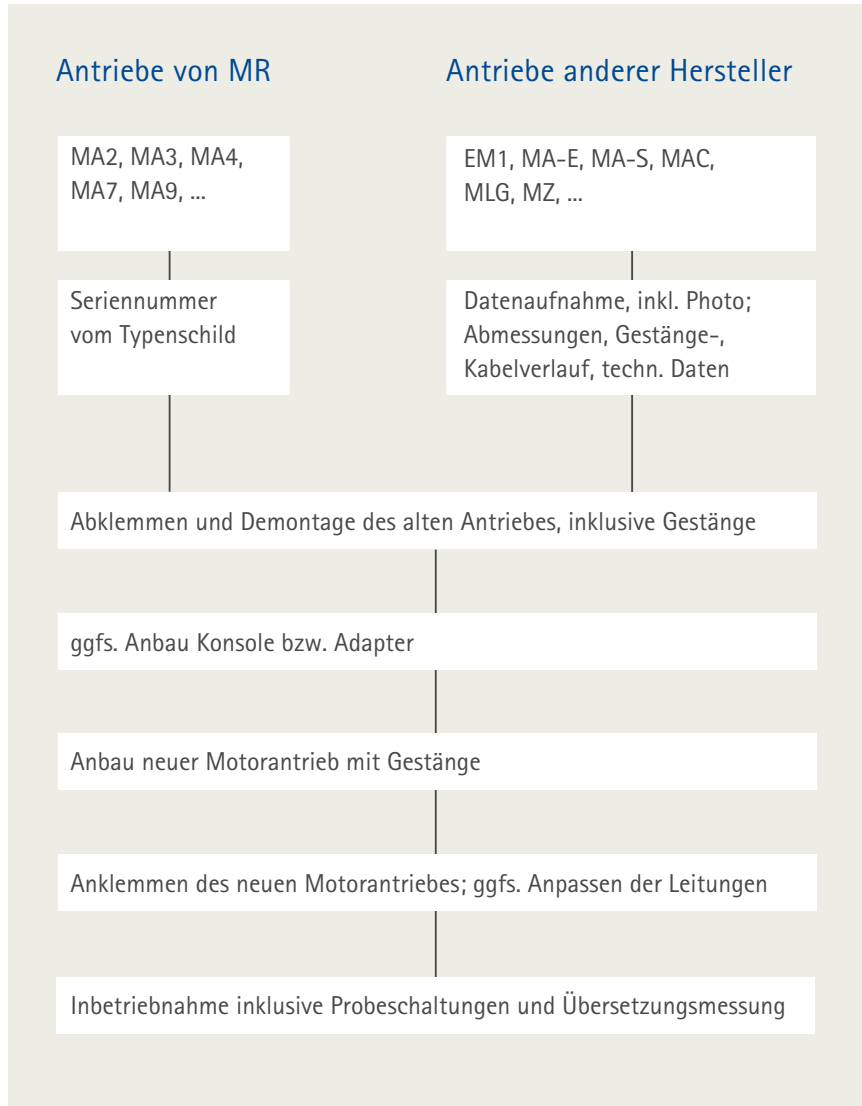 Antriebe von MR
Antriebe anderer Hersteller
MA2, MA3, MA4,
MA7, MA9, ...
EM1, MA-E, MA-S, MAC,
MLG, MZ, ...
Seriennummer
vom Typenschild
Datenaufnahme, inkl. Photo;
Abmessungen, Gestänge-,
Kabelverlauf, techn. Daten
Abklemmen und Demontage des alten Antriebes, inklusive Gestänge
ggfs. Anbau Konsole bzw. Adapter
Anbau neuer Motorantrieb mit Gestänge
Anklemmen des neuen Motorantriebes; ggfs. Anpassen der Leitungen
Inbetriebnahme inklusive Probeschaltungen und Übersetzungsmessung